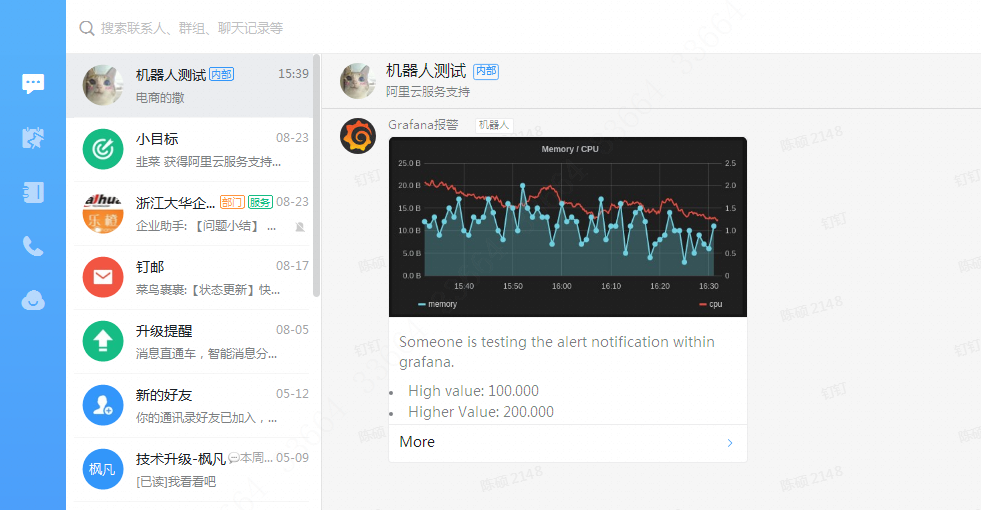 搜索联系人、群组、聊天记录等
机器人测试 内部 15:39
电商的撒
小目标 08-23
韭菜 获得阿里云服务支持...
alhua
乐橙
浙江大华企... 部门 服务 08-23
企业助手: 【问题小结】 ...
钉邮 08-17
菜鸟裹裹:【状态更新】快...
升级提醒 08-05
消息直通车，智能消息分...
新的好友 05-12
你的通讯录好友已加入，...
枫凡
技术升级-枫凡 本周... 05-09
[已读]我看看吧
机器人测试 内部
阿里云服务支持
Grafana报警 机器人
Memory / CPU
25.0 B 2.5
20.0 B 2.0
15.0 B 1.5
10.0 B 1.0
5.0 B 0.5
0.0 B 0
15:40 15:50 16:00 16:10 16:20 16:30
memory cpu
Someone is testing the alert notification within
grafana.
High value: 100.000
Higher Value: 200.000
More
陈硕 2148
钉钉
33664